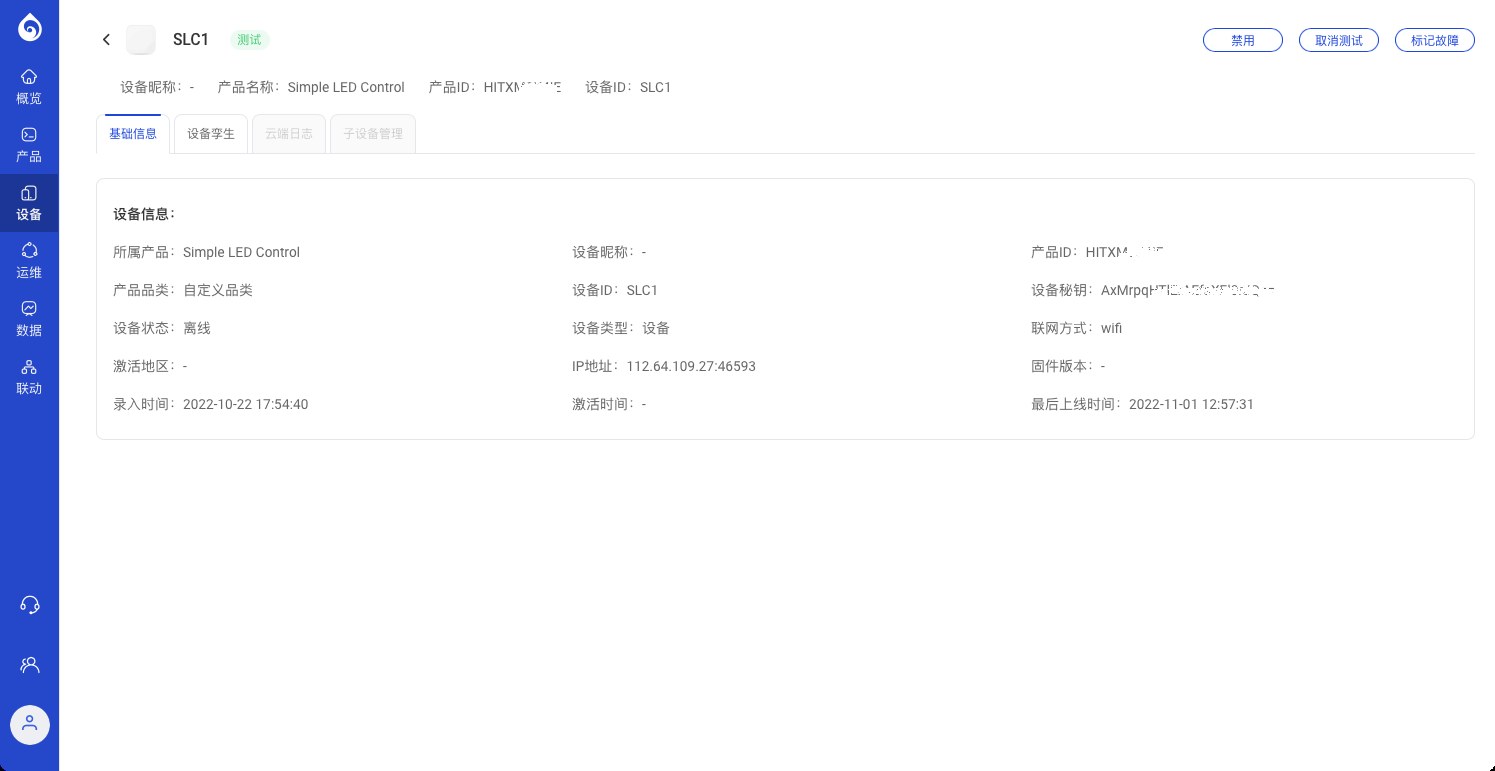 SLC1 测试 禁用 取消测试 标记故障
概览
设备昵称：- 产品名称：Simple LED Control 产品ID： 设备ID：SLC1
基础信息 设备孪生 云端日志 子设备管理
产品
设备
设备信息：
所属产品：Simple LED Control 设备昵称：- 产品ID：
运维
产品品类：自定义品类 设备ID：SLC1 设备秘钥：
数据
设备状态：离线 设备类型：设备 联网方式：wifi
激活地区：- IP地址：112.64.109.27:46593 固件版本：-
联动
录入时间：2022-10-22 17:54:40 激活时间：- 最后上线时间：2022-11-01 12:57:31